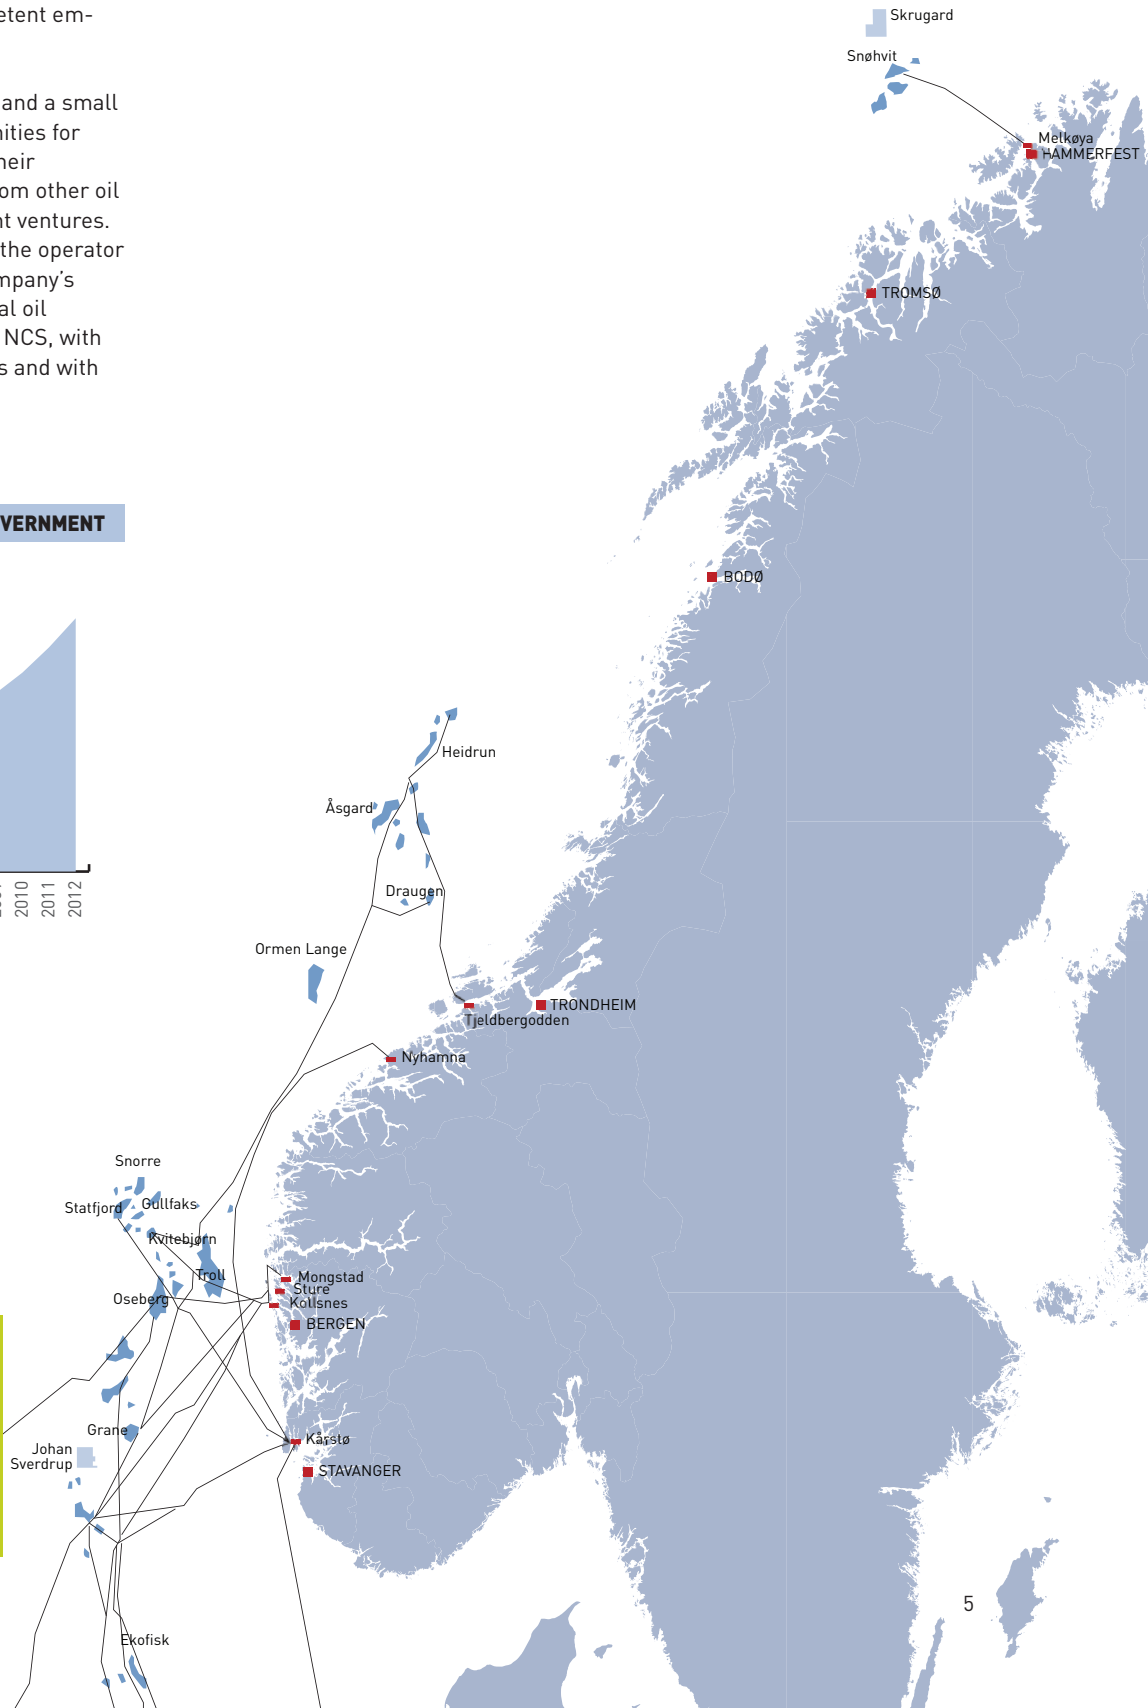 etent em-
and a small
nities for
heir
om other oil
nt ventures.
the operator
mpany's
al oil
NCS, with
s and with
VERNMENT
2010
2011
2012
Skrugard
Snøhvit
Melkøya
HAMMERFEST
TROMSØ
BODØ
Heidrun
Åsgard
Draugen
Ormen Lange
TRONDHEIM
Tjeldbergodden
Nyhamna
Snorre
Statfjord
Gullfaks
Kvitebjørn
Troll
Oseberg
Mongstad
Sture
Kollsnes
BERGEN
Grane
Johan
Sverdrup
Kårstø
STAVANGER
Ekofisk
5